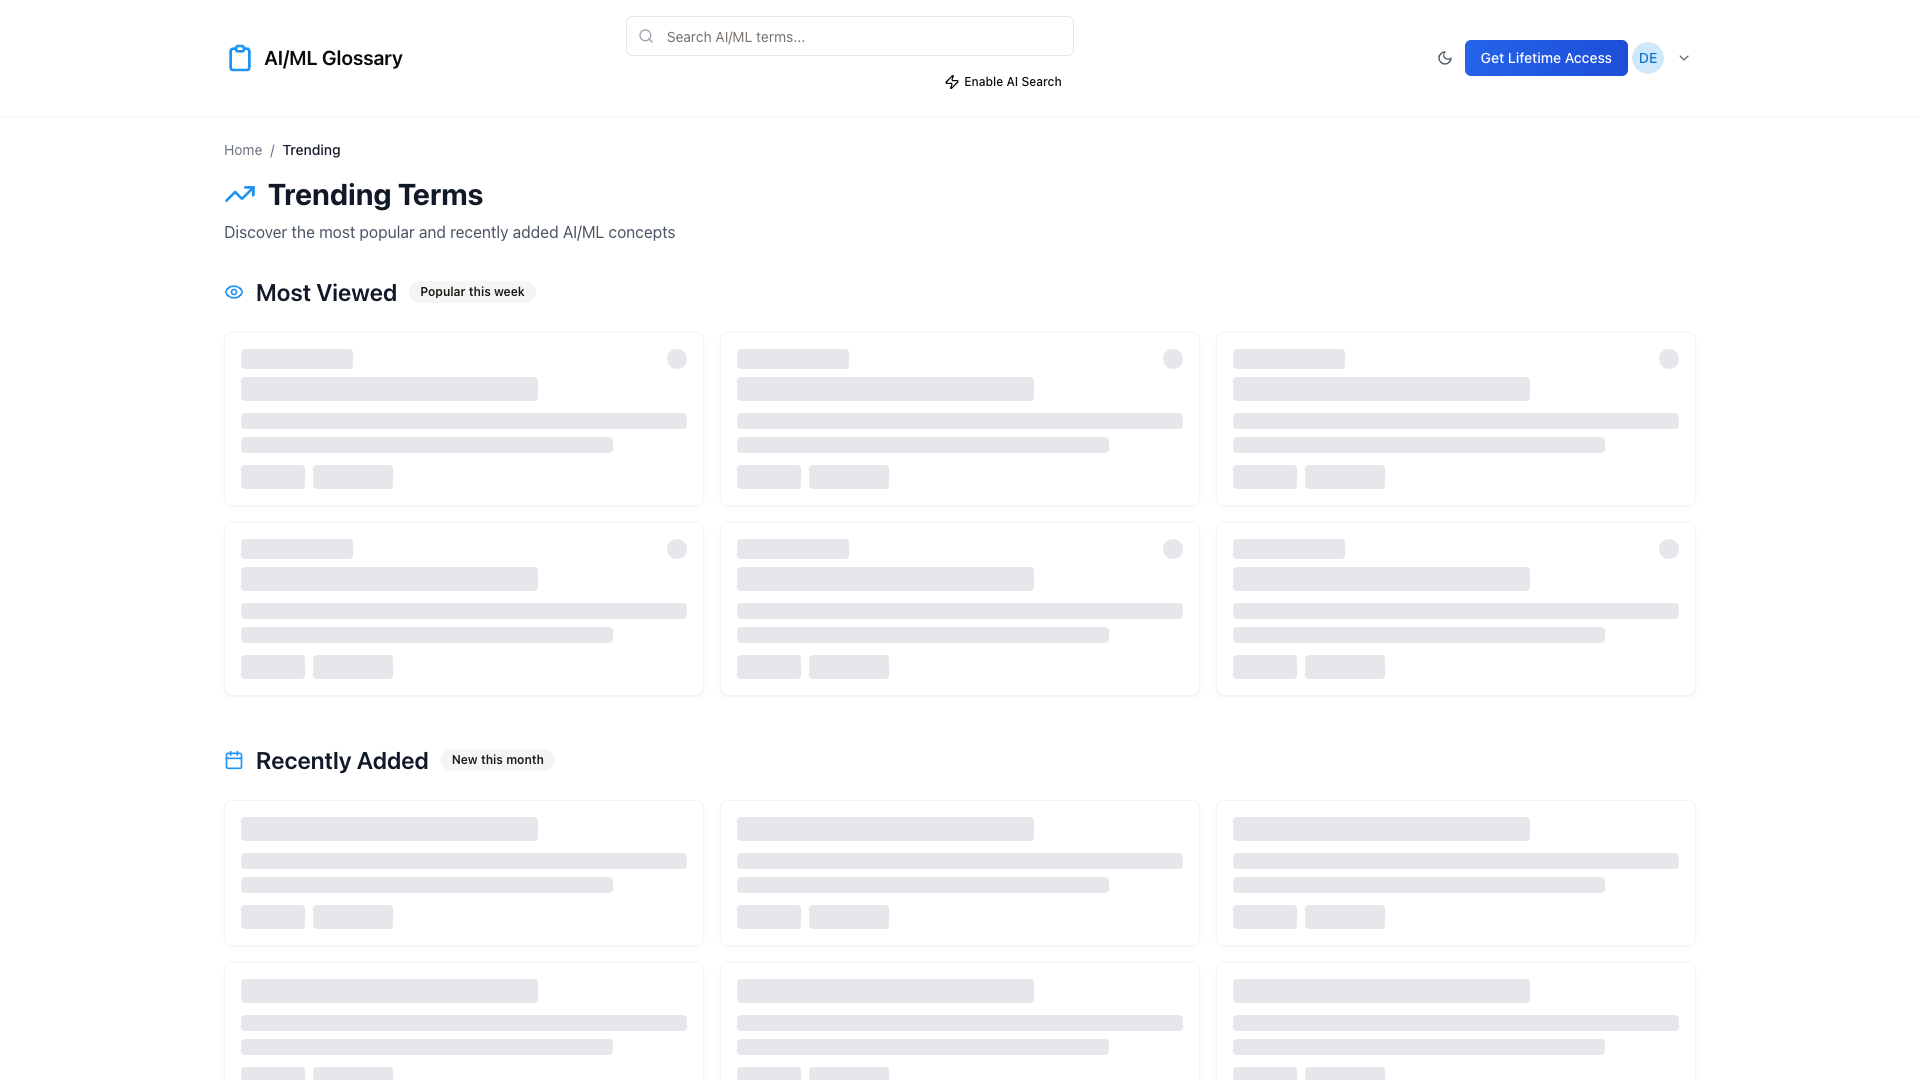 AI/ML Glossary
Search AI/ML terms...
Enable AI Search
Get Lifetime Access
DE
Home / Trending
Trending Terms
Discover the most popular and recently added AI/ML concepts
Most Viewed
Popular this week
Recently Added
New this month